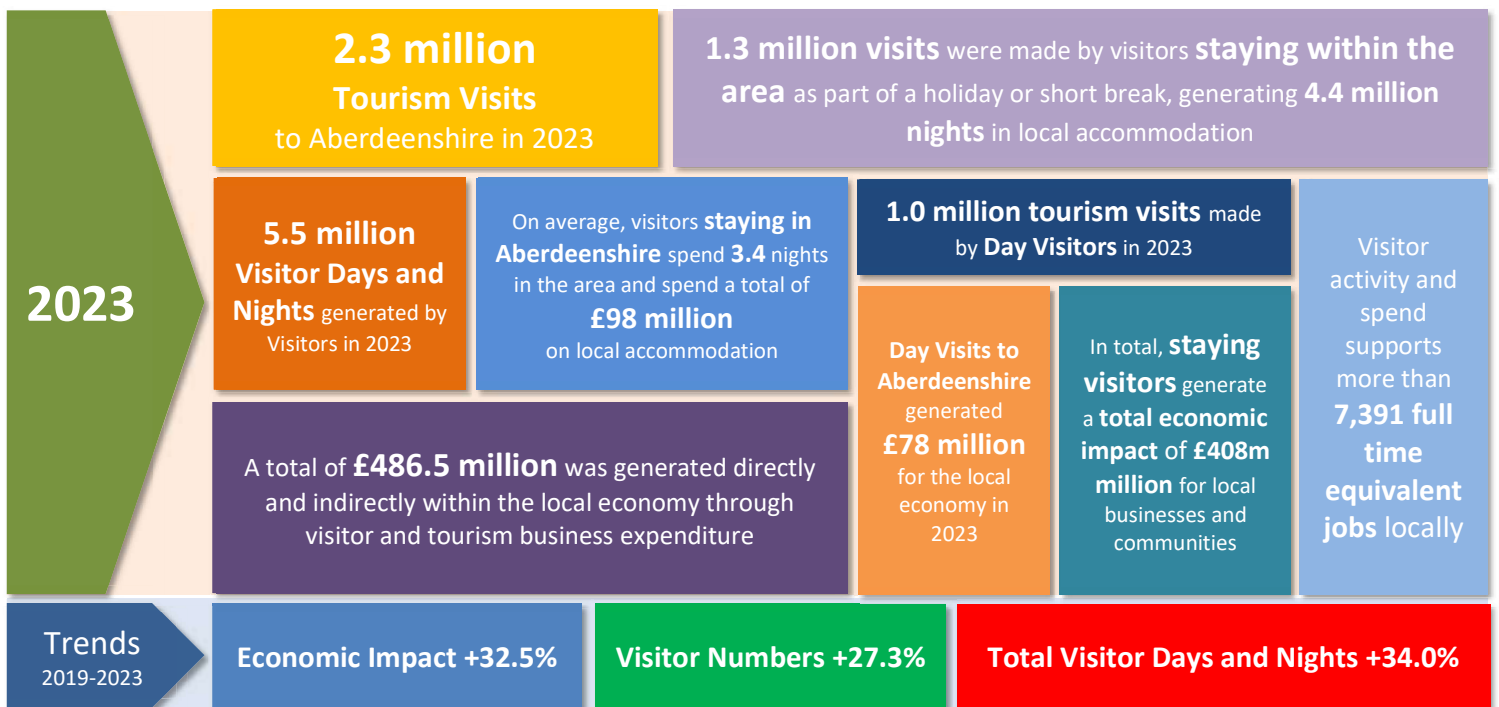 2023
2.3 million
Tourism Visits
to Aberdeenshire in 2023
1.3 million visits were made by visitors staying within the
area as part of a holiday or short break, generating 4.4 million
nights in local accommodation
5.5 million
Visitor Days and
Nights generated by
Visitors in 2023
On average, visitors staying in
Aberdeenshire spend 3.4 nights
in the area and spend a total of
£98 million
on local accommodation
1.0 million tourism visits made
by Day Visitors in 2023
Day Visits to
Aberdeenshire
generated
£78 million
for the local
economy in
2023
In total, staying
visitors generate
a total economic
impact of £408m
million for local
businesses and
communities
Visitor
activity and
spend
supports
more than
7,391 full
time
equivalent
jobs locally
A total of £486.5 million was generated directly
and indirectly within the local economy through
visitor and tourism business expenditure
Trends
2019-2023
Economic Impact +32.5%
Visitor Numbers +27.3%
Total Visitor Days and Nights +34.0%